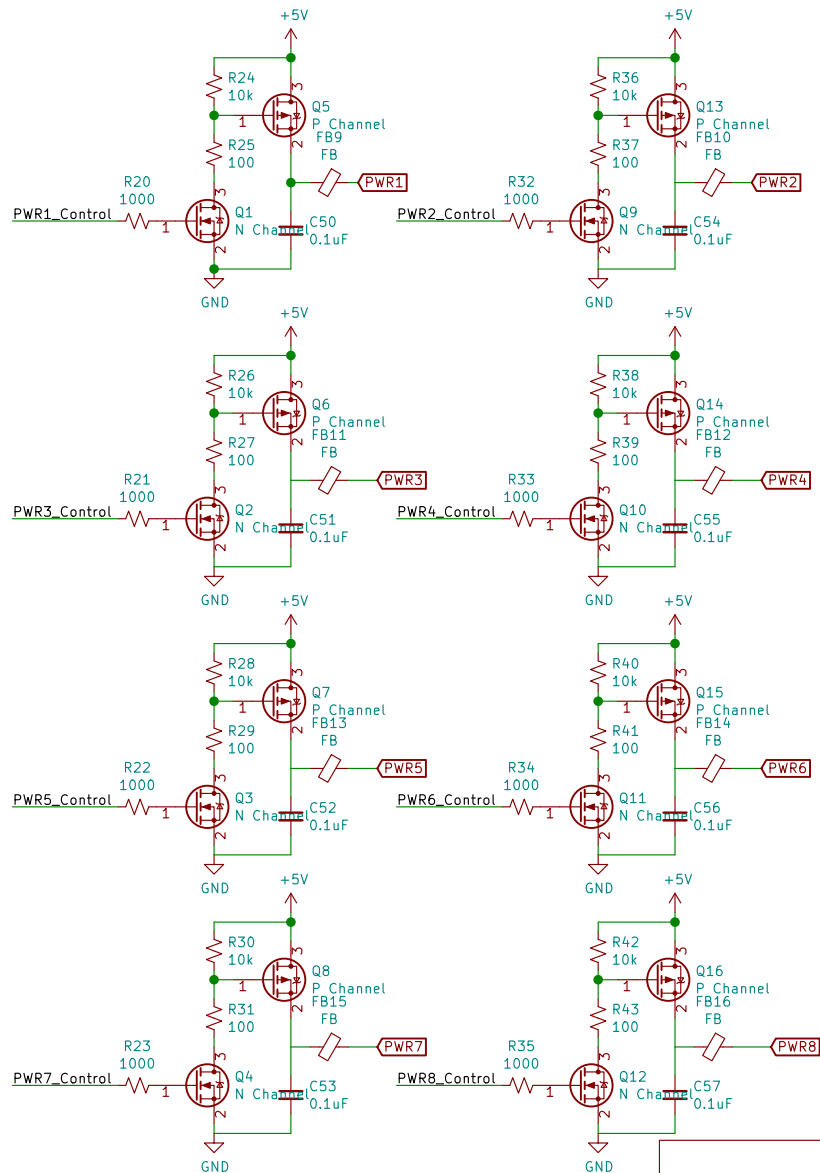 +5V
R24
10k
3
Q5
P Channel
1
FB9
2
FB
R25
100
PWR1
R20
1000
3
PWR1_Control
1
Q1
N Channel
2
C50
0.1uF
GND
+5V
R36
10k
3
Q13
P Channel
1
FB10
2
FB
R37
100
PWR2
R32
1000
3
PWR2_Control
1
Q9
N Channel
2
C54
0.1uF
GND
+5V
R26
10k
3
Q6
P Channel
1
FB11
2
FB
R27
100
PWR3
R21
1000
3
PWR3_Control
1
Q2
N Channel
2
C51
0.1uF
GND
+5V
R38
10k
3
Q14
P Channel
1
FB12
2
FB
R39
100
PWR4
R33
1000
3
PWR4_Control
1
Q10
N Channel
2
C55
0.1uF
GND
+5V
R28
10k
3
Q7
P Channel
1
FB13
2
FB
R29
100
PWR5
R22
1000
3
PWR5_Control
1
Q3
N Channel
2
C52
0.1uF
GND
+5V
R40
10k
3
Q15
P Channel
1
FB14
2
FB
R41
100
PWR6
R34
1000
3
PWR6_Control
1
Q11
N Channel
2
C56
0.1uF
GND
+5V
R30
10k
3
Q8
P Channel
1
FB15
2
FB
R31
100
PWR7
R23
1000
3
PWR7_Control
1
Q4
N Channel
2
C53
0.1uF
GND
+5V
R42
10k
3
Q16
P Channel
1
FB16
2
FB
R43
100
PWR8
R35
1000
3
PWR8_Control
1
Q12
N Channel
2
C57
0.1uF
GND